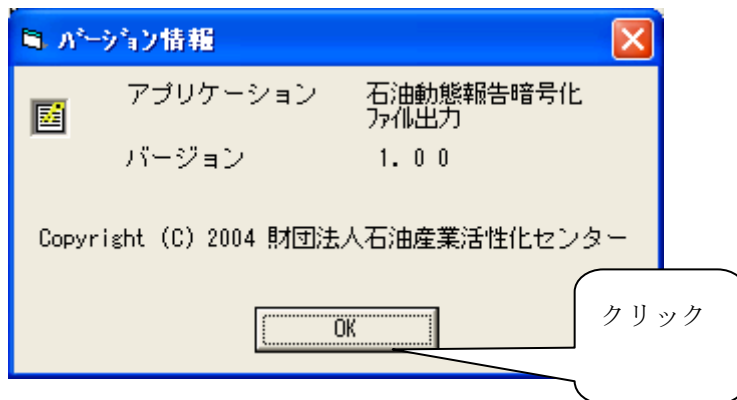 バージョン情報
アプリケーション 石油動態報告暗号化
ファイル出力
バージョン 1.00
Copyright (C) 2004 財団法人石油産業活性化センター
OK
クリック